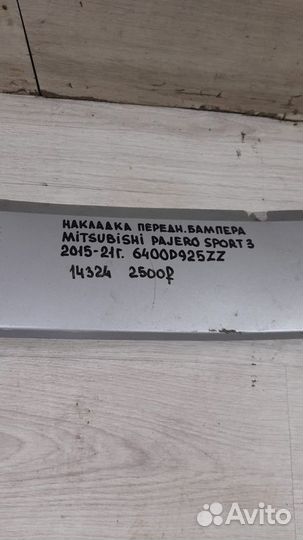 НАКЛАДКА ПЕРЕДН.БАМПЕРА
MITSUBISHI PAJERO SPORT 3
2015-21г. 6400D925ZZ
14324 2500₽
Avito